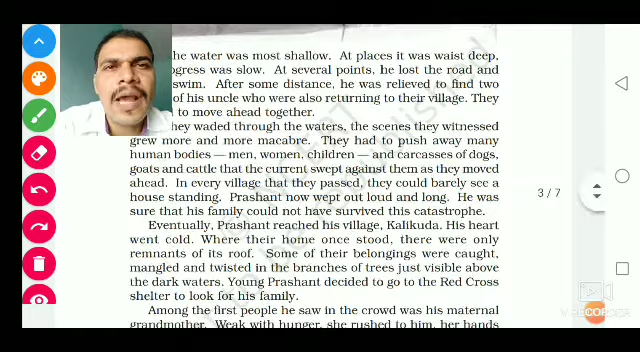 he water was most shallow. At places it was waist deep,
ogress was slow. At several points, he lost the road and
swim. After some distance, he was relieved to find two
of his uncle who were also returning to their village. They
to move ahead together.
hey waded through the waters, the scenes they witnessed
grew more and more macabre. They had to push away many
human bodies — men, women, children — and carcasses of dogs,
goats and cattle that the current swept against them as they moved
ahead. In every village that they passed, they could barely see a
house standing. Prashant now wept out loud and long. He was
sure that his family could not have survived this catastrophe.
Eventually, Prashant reached his village, Kalikuda. His heart
went cold. Where their home once stood, there were only
remnants of its roof. Some of their belongings were caught,
mangled and twisted in the branches of trees just visible above
the dark waters. Young Prashant decided to go to the Red Cross
shelter to look for his family.
Among the first people he saw in the crowd was his maternal
grandmother. Weak with hunger, she rushed to him, her hands
3 / 7